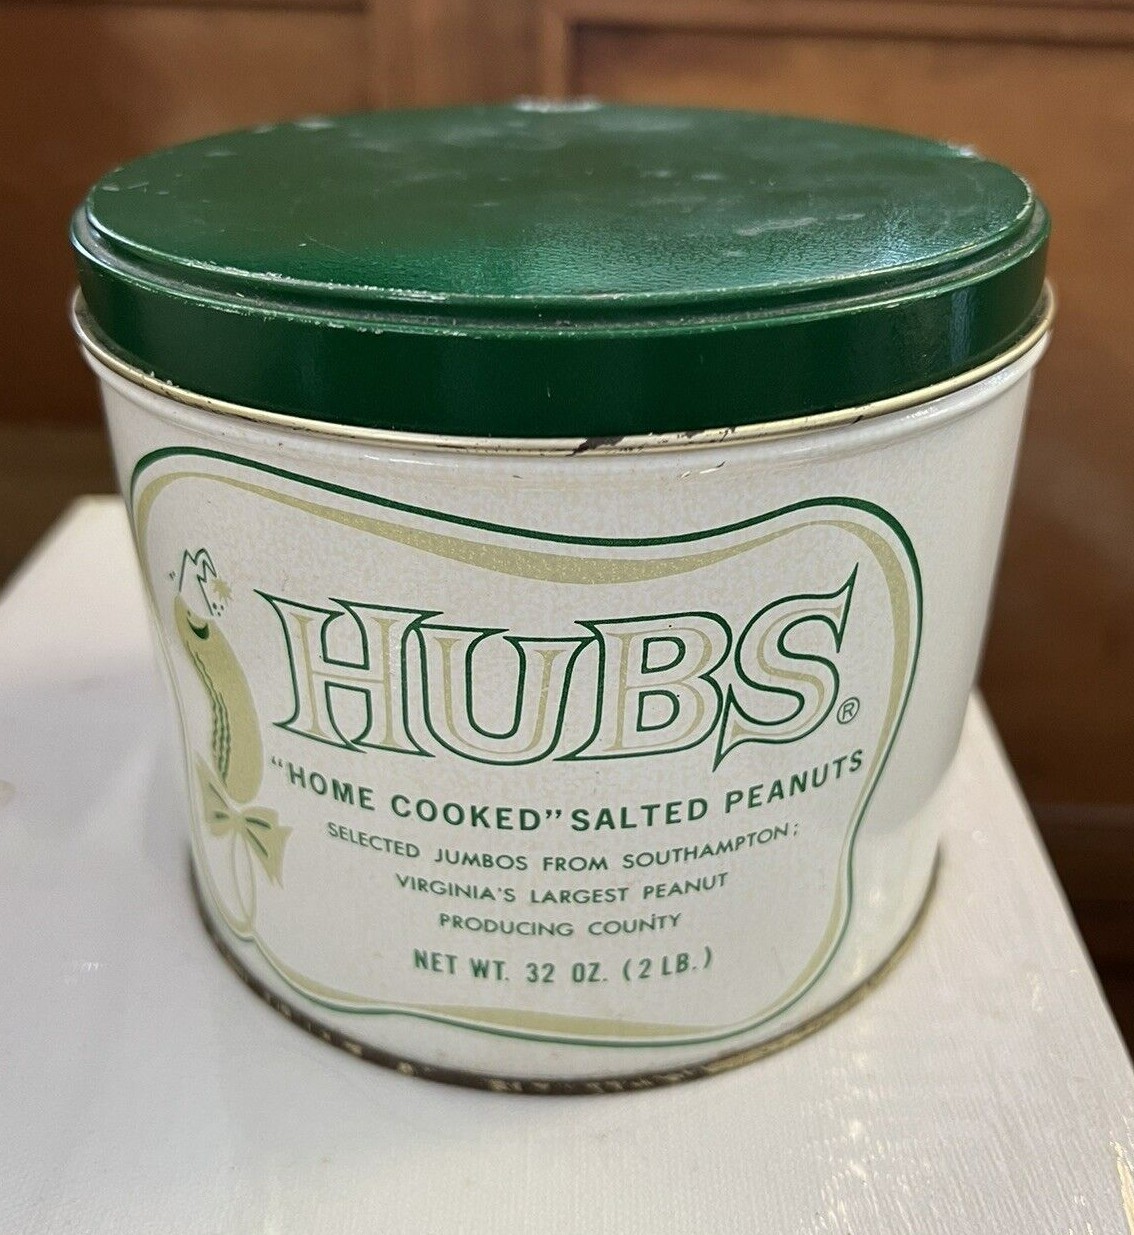 HUBS®
“HOME COOKED” SALTED PEANUTS
SELECTED JUMBOS FROM SOUTHAMPTON;
VIRGINIA'S LARGEST PEANUT
PRODUCING COUNTY
NET WT. 32 OZ. (2 LB.)